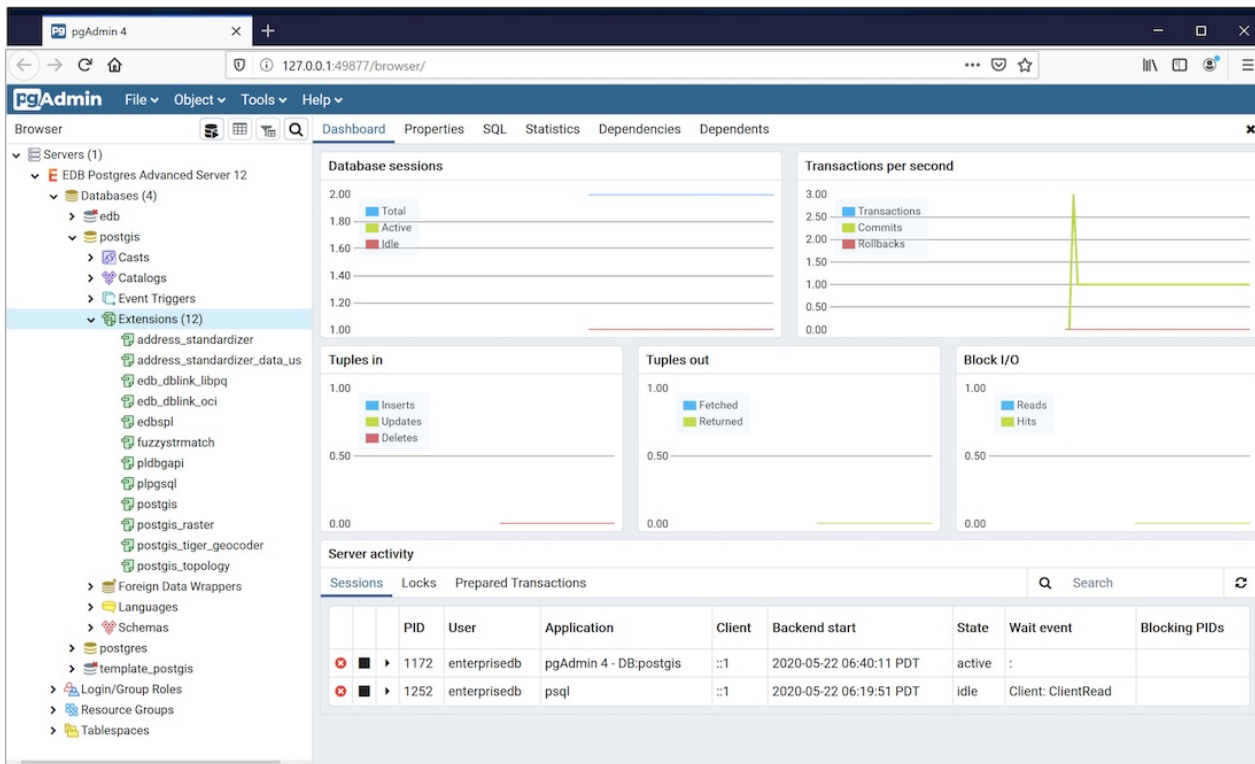 pgAdmin 4
127.0.0.1:49877/browser/
pgAdmin File Object Tools Help
Browser
Dashboard Properties SQL Statistics Dependencies Dependents
Servers (1)
EDB Postgres Advanced Server 12
Databases (4)
edb
postgis
Casts
Catalogs
Event Triggers
Extensions (12)
address_standardizer
address_standardizer_data_us
edb_dblink_libpq
edb_dblink_oci
edbspl
fuzzystrmatch
pldbgapi
plpgsql
postgis
postgis_raster
postgis_tiger_geocoder
postgis_topology
Foreign Data Wrappers
Languages
Schemas
postgres
template_postgis
Login/Group Roles
Resource Groups
Tablespaces
Database sessions
2.00
1.80
1.60
1.40
1.20
1.00
Total
Active
Idle
Transactions per second
3.00
2.50
2.00
1.50
1.00
0.50
0.00
Transactions
Commits
Rollbacks
Tuples in
1.00
0.50
0.00
Inserts
Updates
Deletes
Tuples out
1.00
0.50
0.00
Fetched
Returned
Block I/O
1.00
0.50
0.00
Reads
Hits
Server activity
Sessions Locks Prepared Transactions Search
PID User Application Client Backend start State Wait event Blocking PIDs
1172 enterprisedb pgAdmin 4 - DB:postgis ::1 2020-05-22 06:40:11 PDT active :
1252 enterprisedb psql ::1 2020-05-22 06:19:51 PDT idle Client: ClientRead